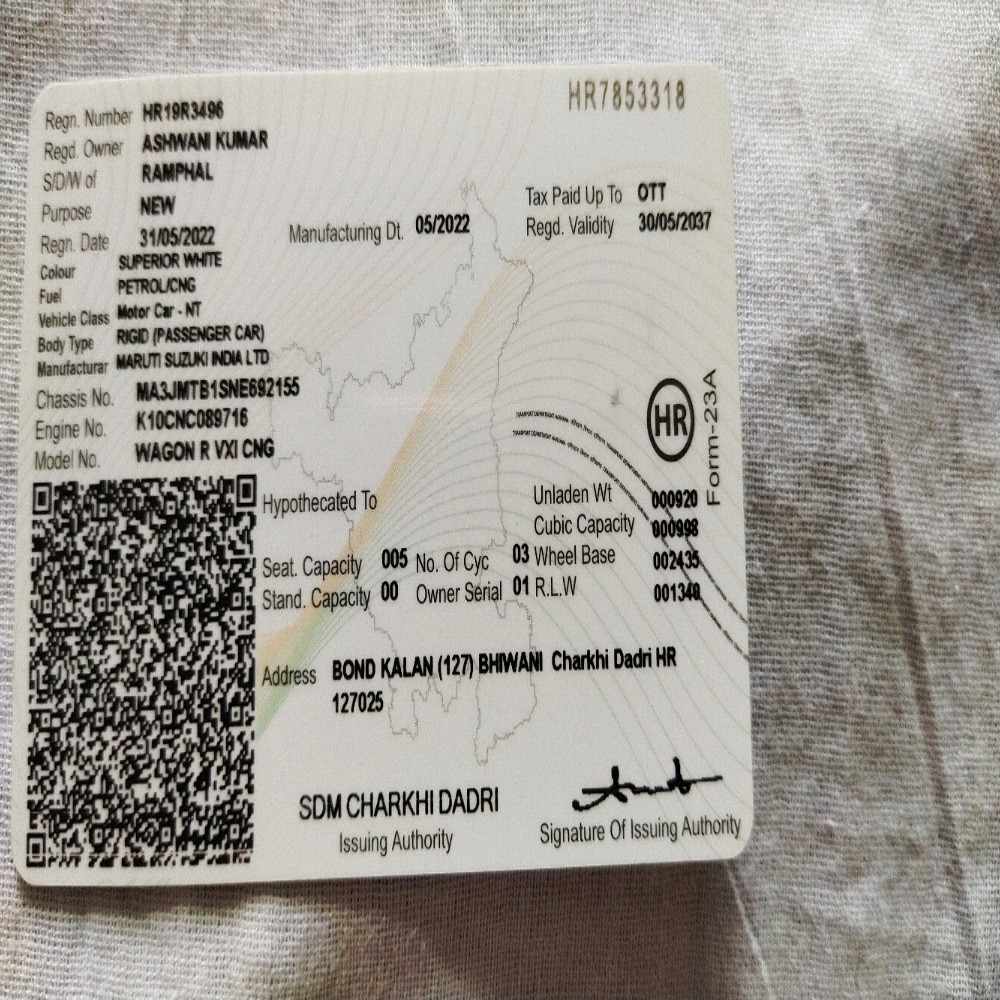 HR7853318
Regn. Number HR19R3496
Regd. Owner ASHWANI KUMAR
S/D/W of RAMPHAL
Purpose NEW
Tax Paid Up To OTT
Regn. Date 31/05/2022 Manufacturing Dt. 05/2022 Regd. Validity 30/05/2037
Colour SUPERIOR WHITE
Fuel PETROL/CNG
Vehicle Class Motor Car - NT
Body Type RIGID (PASSENGER CAR)
Manufacturar MARUTI SUZUKI INDIA LTD
Chassis No. MA3JMTB1SNE692155
Engine No. K10CNC089716
Model No. WAGON R VXI CNG
HR
Form-23A
Hypothecated To Unladen Wt 000920
Cubic Capacity 000998
Seat. Capacity 005 No. Of Cyc 03 Wheel Base 002435
Stand. Capacity 00 Owner Serial 01 R.L.W 001340
Address BOND KALAN (127) BHIWANI Charkhi Dadri HR
127025
SDM CHARKHI DADRI
Issuing Authority
Signature Of Issuing Authority